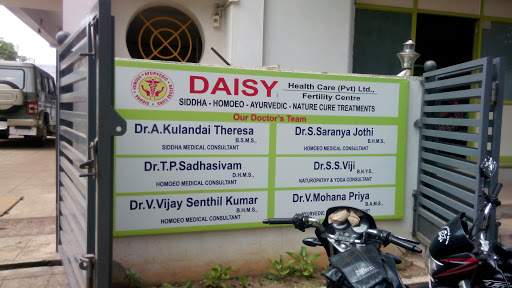 DAISY Health Care (Pvt) Ltd.,
Fertility Centre
SIDDHA - HOMOEO - AYURVEDIC - NATURE CURE TREATMENTS
Our Doctor's Team
Dr.A.Kulandai Theresa
B.S.M.S.,
SIDDHA MEDICAL CONSULTANT
Dr.S.Saranya Jothi
B.H.M.S.,
HOMOEO MEDICAL CONSULTANT
Dr.T.P.Sadhasivam
D.H.M.S.,
HOMOEO MEDICAL CONSULTANT
Dr.S.S.Viji
B.N.Y.S.,
NATUROPATHY & YOGA CONSULTANT
Dr.V.Vijay Senthil Kumar
B.H.M.S.,
HOMOEO MEDICAL CONSULTANT
Dr.V.Mohana Priya
B.A.M.S.,
AYURVEDIC